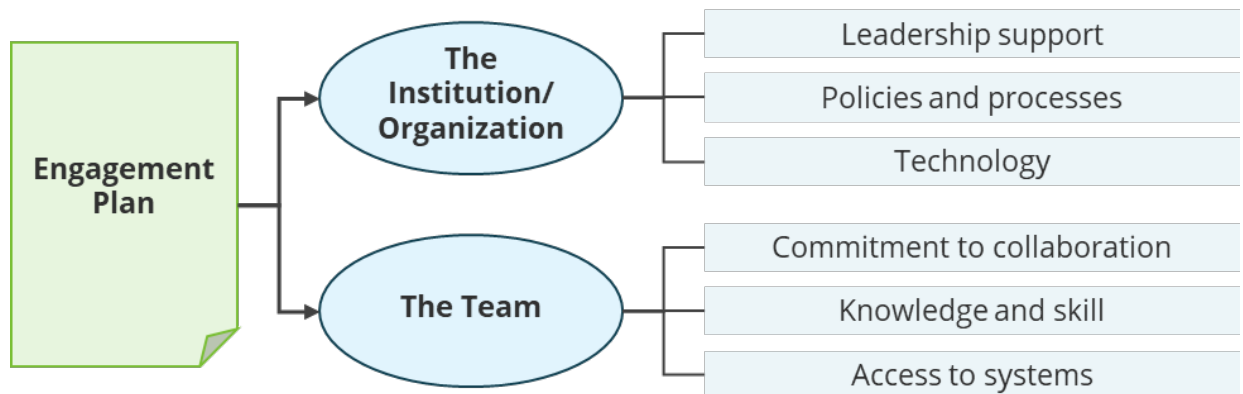 Engagement
Plan
The
Institution/
Organization
Leadership support
Policies and processes
Technology
The Team
Commitment to collaboration
Knowledge and skill
Access to systems